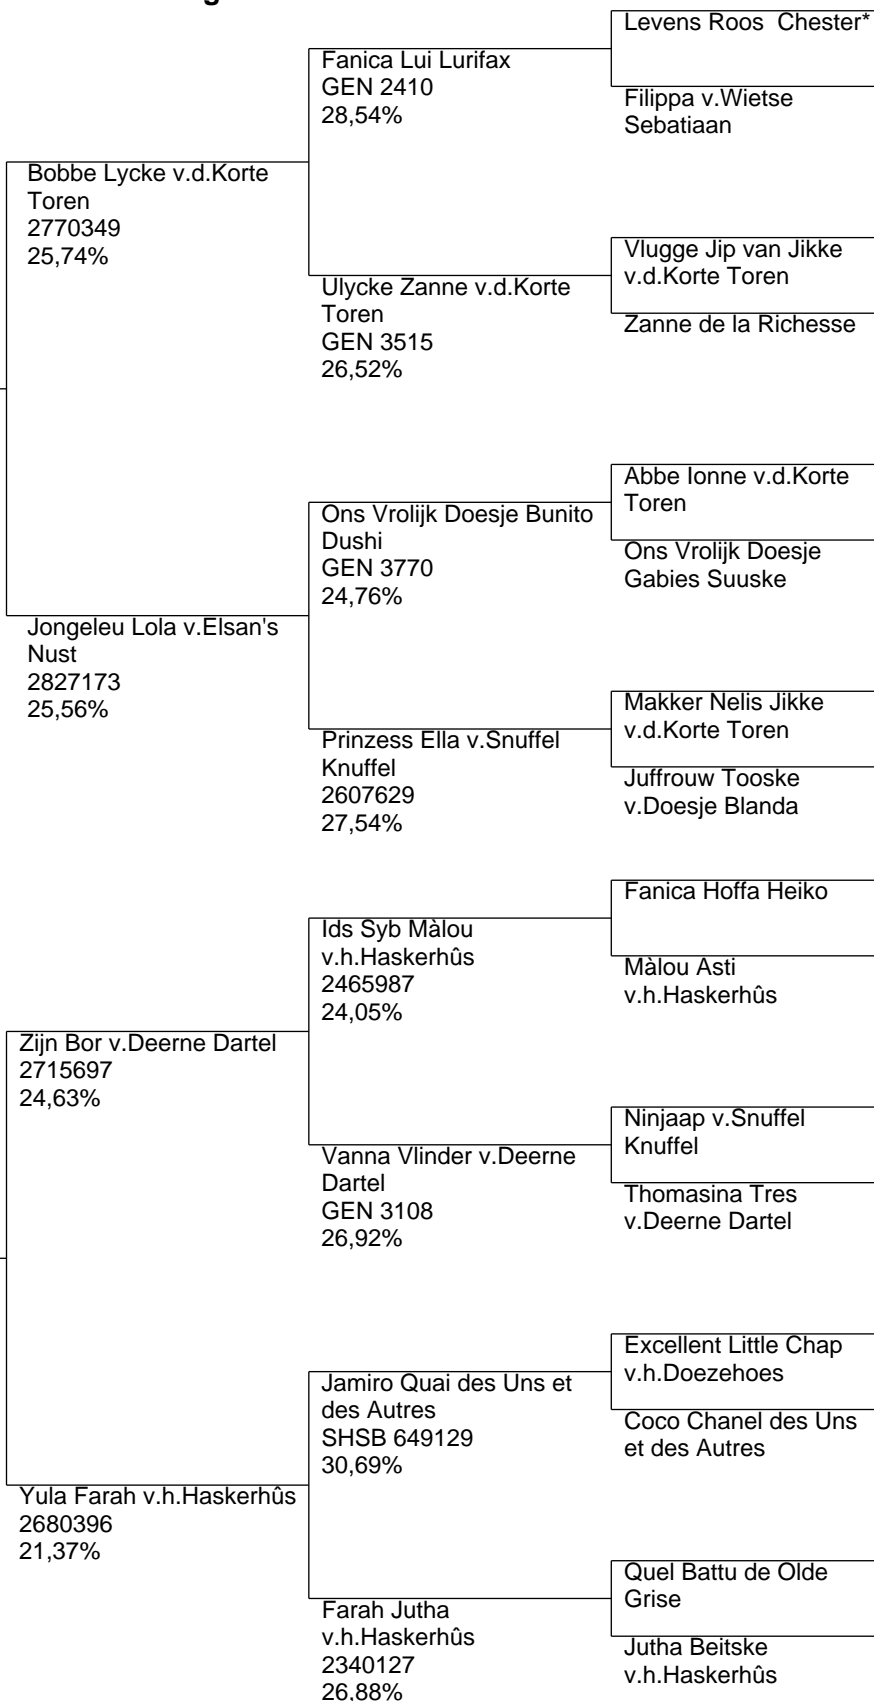 Levens Roos  Chester*
Fanica Lui Lurifax
GEN 2410
28,54%
Filippa v.Wietse
Sebatiaan
Bobbe Lycke v.d.Korte
Toren
2770349
25,74%
Vlugge Jip van Jikke
v.d.Korte Toren
Ulycke Zanne v.d.Korte
Toren
GEN 3515
26,52%
Zanne de la Richesse
Abbe Ionne v.d.Korte
Toren
Ons Vrolijk Doesje Bunito
Dushi
GEN 3770
24,76%
Ons Vrolijk Doesje
Gabies Suuske
Jongeleu Lola v.Elsan's
Nust
2827173
25,56%
Makker Nelis Jikke
v.d.Korte Toren
Prinzess Ella v.Snuffel
Knuffel
2607629
27,54%
Juffrouw Tooske
v.Doesje Blanda
Fanica Hoffa Heiko
Ids Syb Màlou
v.h.Haskerhûs
2465987
24,05%
Màlou Asti
v.h.Haskerhûs
Zijn Bor v.Deerne Dartel
2715697
24,63%
Ninjaap v.Snuffel
Knuffel
Vanna Vlinder v.Deerne
Dartel
GEN 3108
26,92%
Thomasina Tres
v.Deerne Dartel
Excellent Little Chap
v.h.Doezehoes
Jamiro Quai des Uns et
des Autres
SHSB 649129
30,69%
Coco Chanel des Uns
et des Autres
Yula Farah v.h.Haskerhûs
2680396
21,37%
Quel Battu de Olde
Grise
Farah Jutha
v.h.Haskerhûs
2340127
26,88%
Jutha Beitske
v.h.Haskerhûs